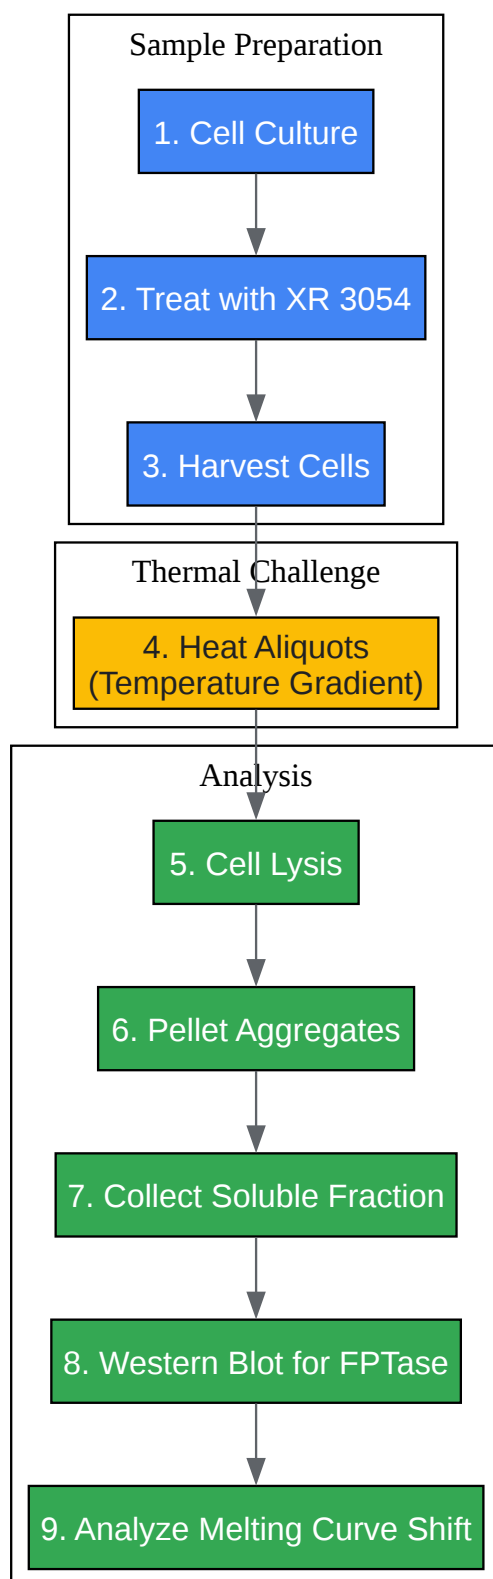 Sample Preparation
1. Cell Culture
2. Treat with XR 3054
3. Harvest Cells
Thermal Challenge
4. Heat Aliquots
(Temperature Gradient)
Analysis
5. Cell Lysis
6. Pellet Aggregates
7. Collect Soluble Fraction
8. Western Blot for FPTase
9. Analyze Melting Curve Shift